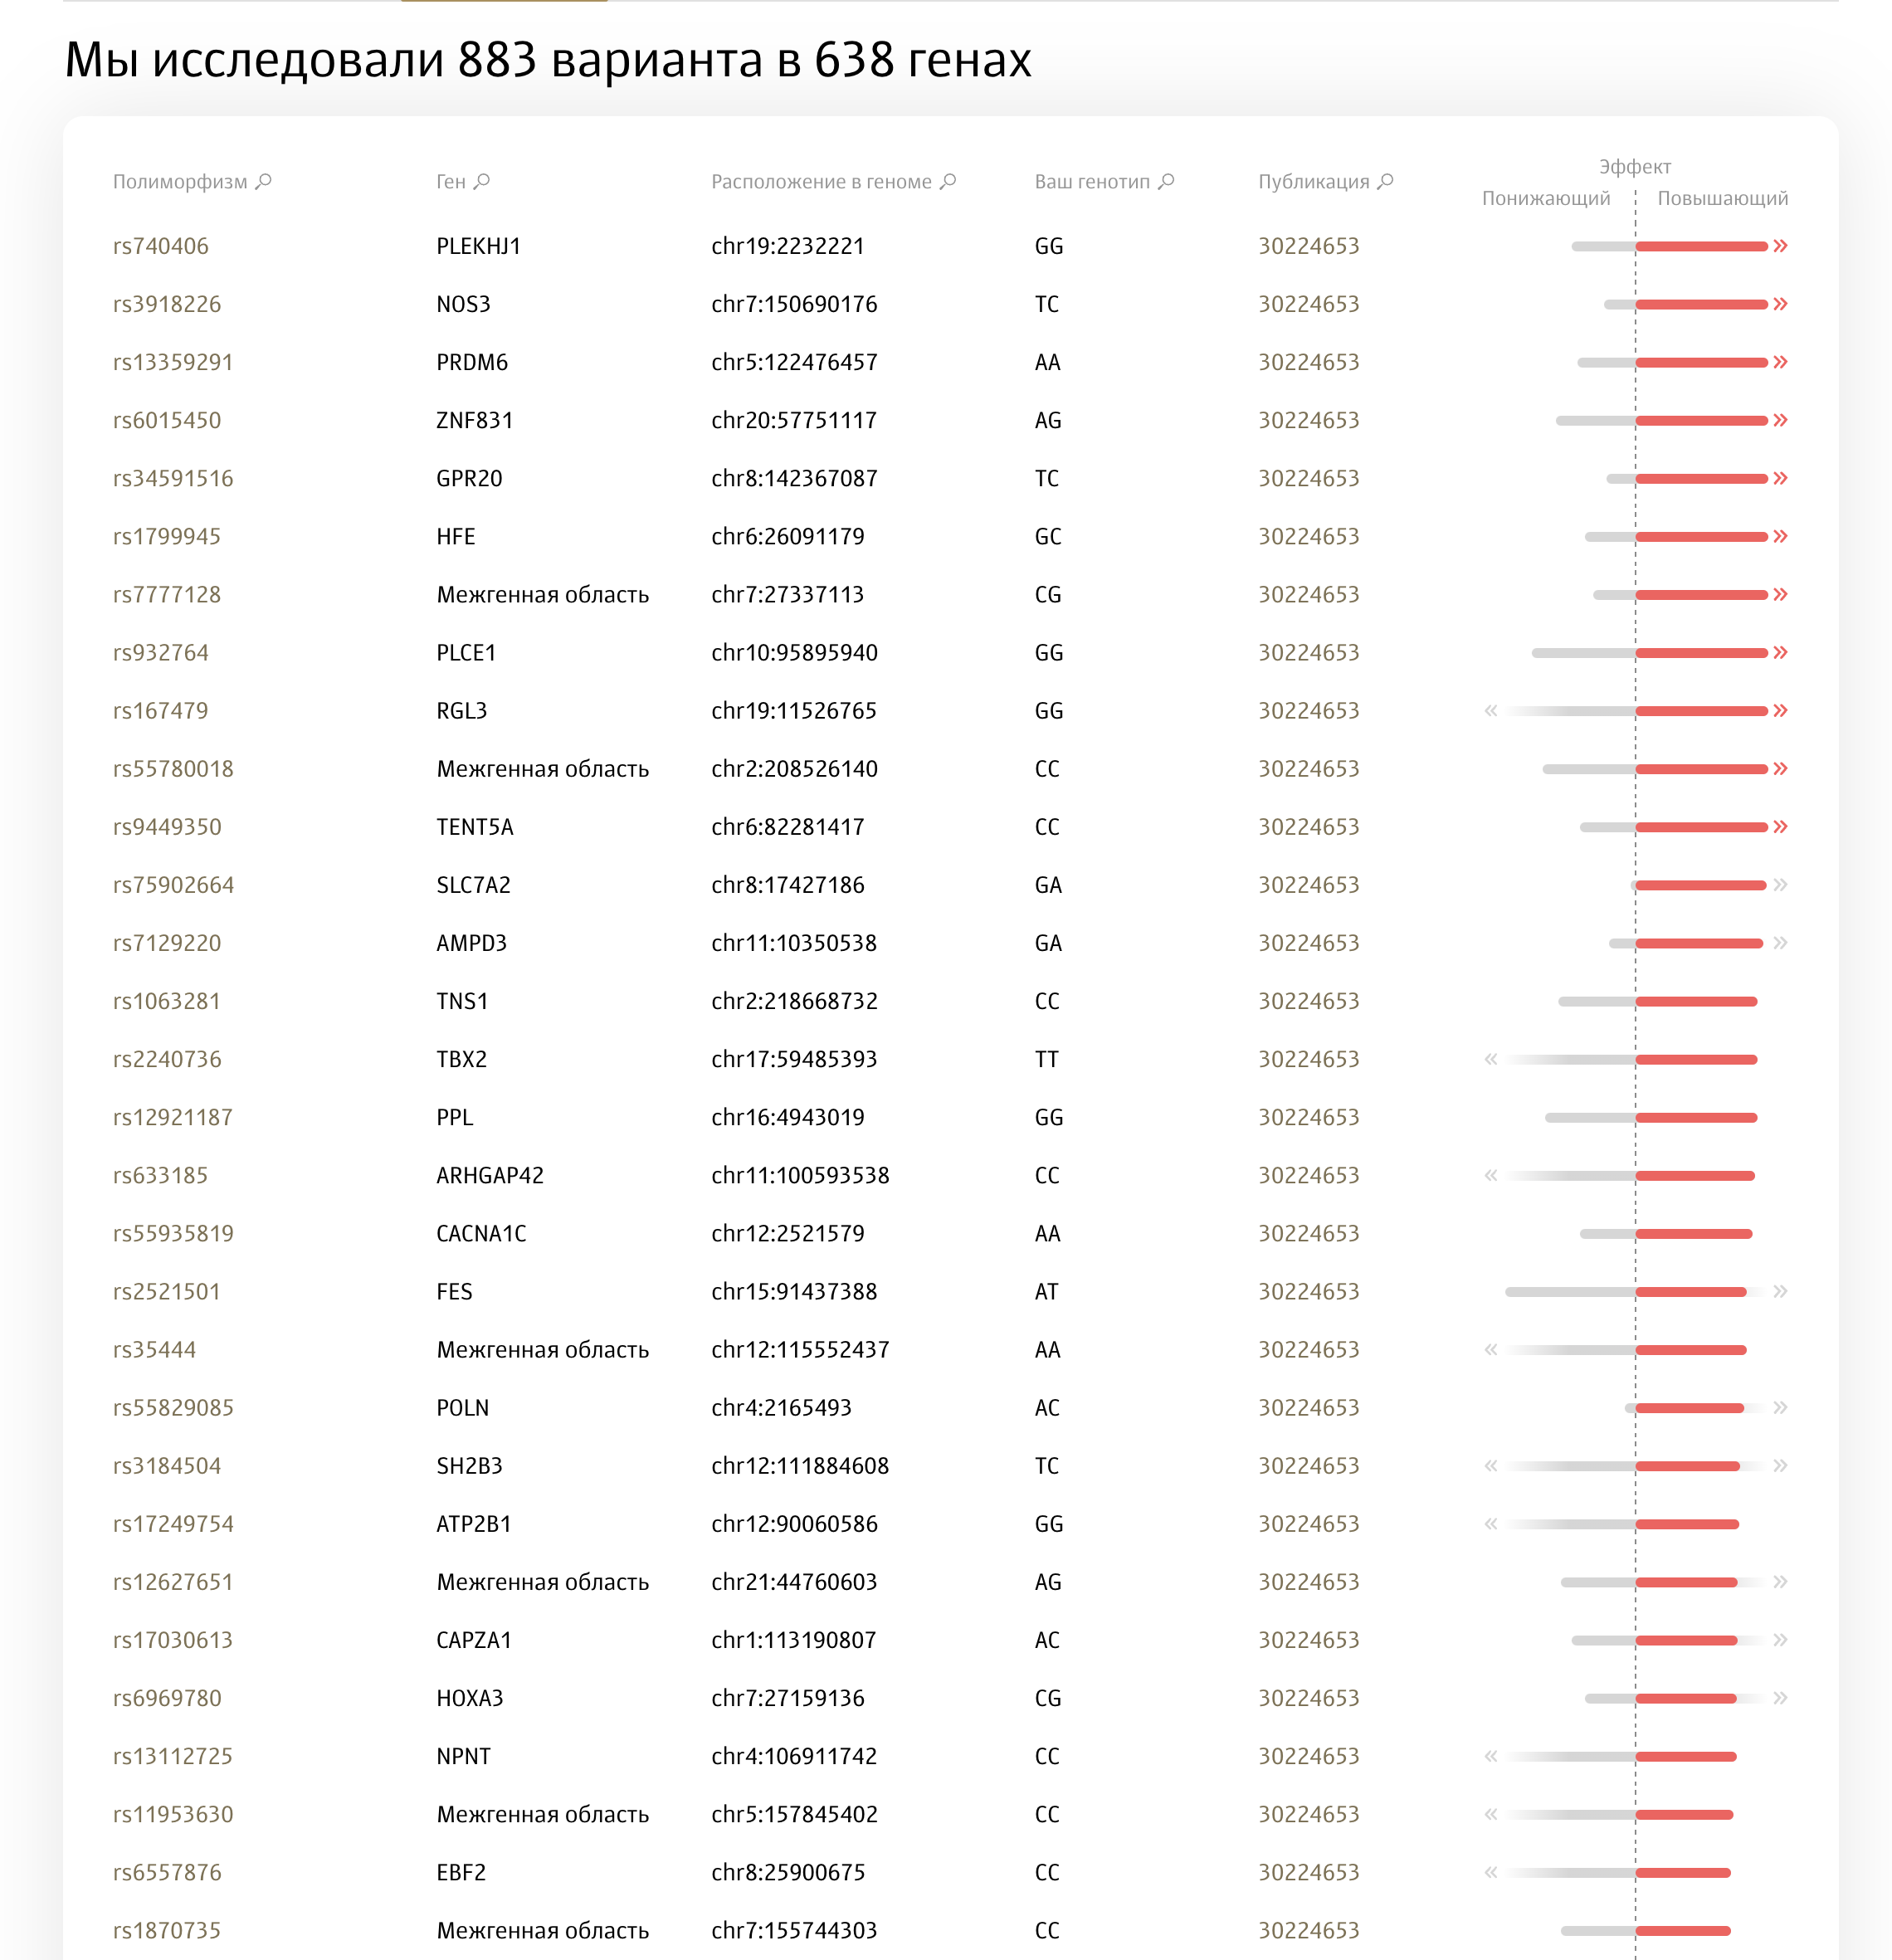 Мы исследовали 883 варианта в 638 генах
Эффект
Полиморфизм Ген Расположение в геноме Ваш генотип Публикация Понижающий Повышающий
rs740406 PLEKHJ1 chr19:2232221 GG 30224653
rs3918226 NOS3 chr7:150690176 TC 30224653
rs13359291 PRDM6 chr5:122476457 AA 30224653
rs6015450 ZNF831 chr20:57751117 AG 30224653
rs34591516 GPR20 chr8:142367087 TC 30224653
rs1799945 HFE chr6:26091179 GC 30224653
rs7777128 Межгенная область chr7:27337113 CG 30224653
rs932764 PLCE1 chr10:95895940 GG 30224653
rs167479 RGL3 chr19:11526765 GG 30224653
rs55780018 Межгенная область chr2:208526140 CC 30224653
rs9449350 TENT5A chr6:82281417 CC 30224653
rs75902664 SLC7A2 chr8:17427186 GA 30224653
rs7129220 AMPD3 chr11:10350538 GA 30224653
rs1063281 TNS1 chr2:218668732 CC 30224653
rs2240736 TBX2 chr17:59485393 TT 30224653
rs12921187 PPL chr16:4943019 GG 30224653
rs633185 ARHGAP42 chr11:100593538 CC 30224653
rs55935819 CACNA1C chr12:2521579 AA 30224653
rs2521501 FES chr15:91437388 AT 30224653
rs35444 Межгенная область chr12:115552437 AA 30224653
rs55829085 POLN chr4:2165493 AC 30224653
rs3184504 SH2B3 chr12:111884608 TC 30224653
rs17249754 ATP2B1 chr12:90060586 GG 30224653
rs12627651 Межгенная область chr21:44760603 AG 30224653
rs17030613 CAPZA1 chr1:113190807 AC 30224653
rs6969780 HOXA3 chr7:27159136 CG 30224653
rs13112725 NPNT chr4:106911742 CC 30224653
rs11953630 Межгенная область chr5:157845402 CC 30224653
rs6557876 EBF2 chr8:25900675 CC 30224653
rs1870735 Межгенная область chr7:155744303 CC 30224653